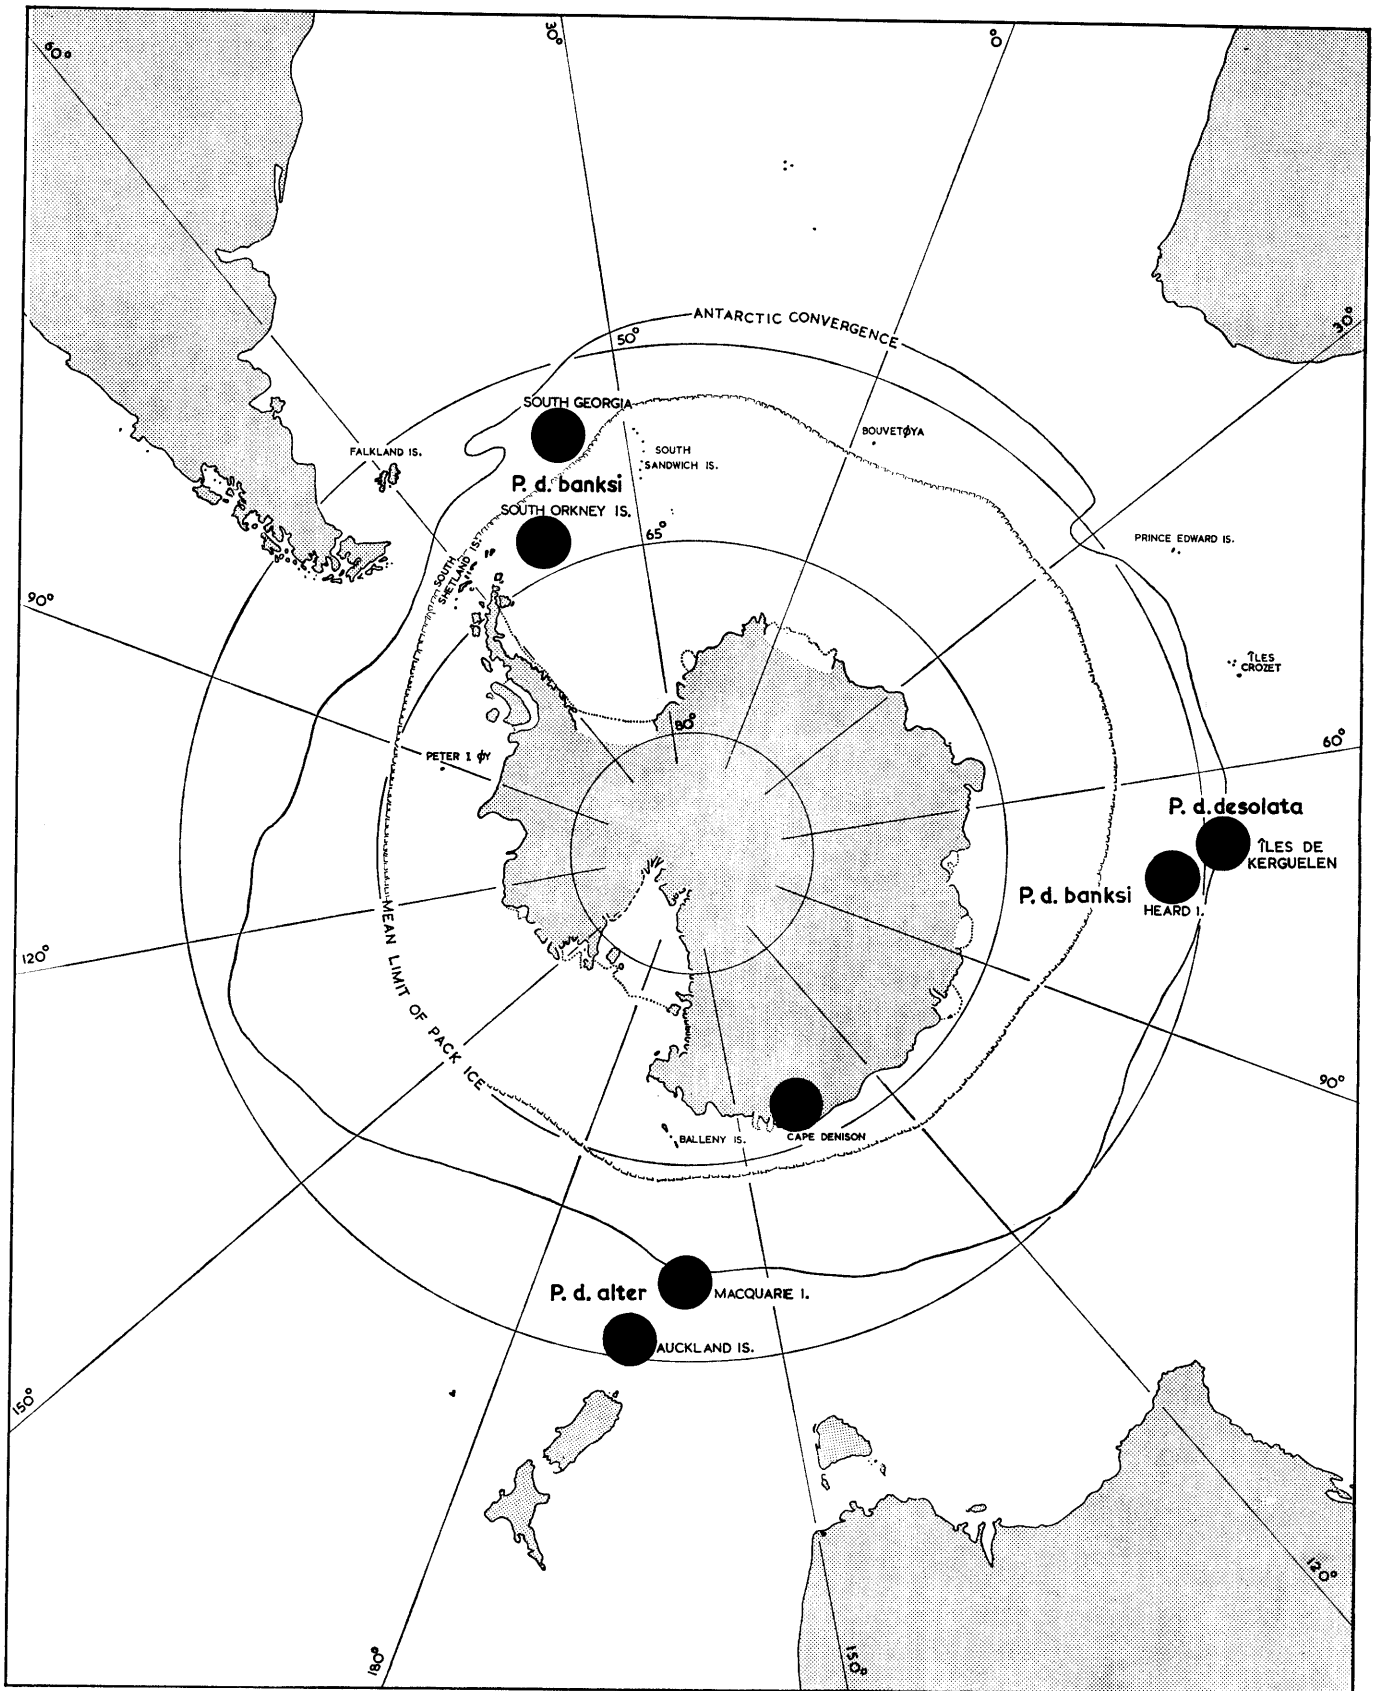 60°
30°
0°
ANTARCTIC CONVERGENCE
30°
50°
SOUTH GEORGIA
BOUVETØYA
FALKLAND IS.
SOUTH
SANDWICH IS.
P. d. banksi
SOUTH ORKNEY IS.
65°
PRINCE EDWARD IS.
SOUTH
SHETLAND IS.
90°
ÎLES
CROZET
80°
60°
PETER I ØY
P. d. desolata
ÎLES DE
KERGUELEN
P. d. banksi
HEARD I.
120°
MEAN LIMIT OF PACK ICE
90°
BALLENY IS.
CAPE DENISON
P. d. alter
MACQUARIE I.
AUCKLAND IS.
150°
120°
180°
150°